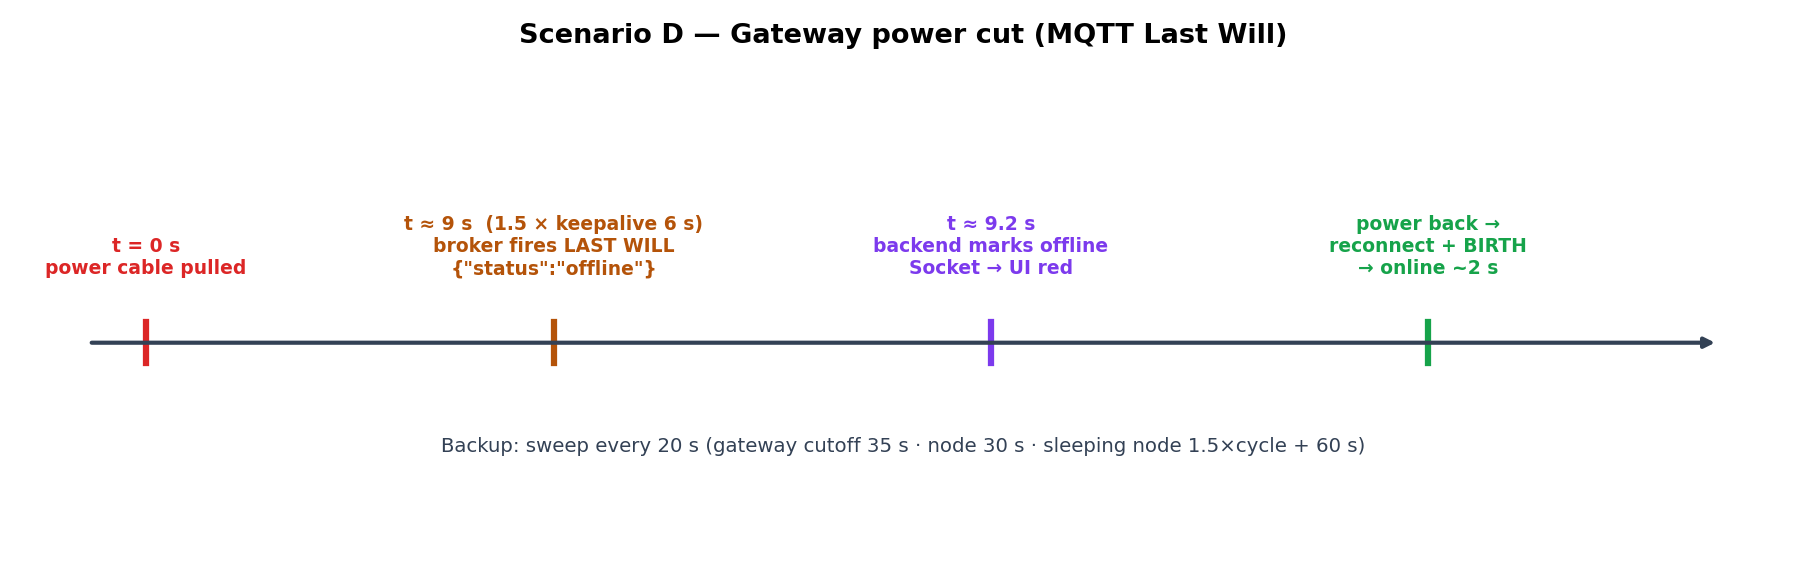 Scenario D — Gateway power cut (MQTT Last Will)
t = 0 s
power cable pulled
t ≈ 9 s  (1.5 × keepalive 6 s)
broker fires LAST WILL
{"status":"offline"}
t ≈ 9.2 s
backend marks offline
Socket → UI red
power back →
reconnect + BIRTH
→ online ~2 s
Backup: sweep every 20 s (gateway cutoff 35 s · node 30 s · sleeping node 1.5×cycle + 60 s)